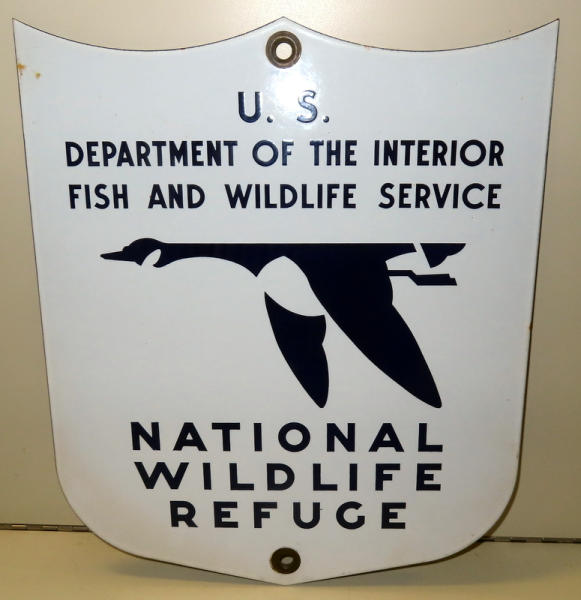 U. S.
DEPARTMENT OF THE INTERIOR
FISH AND WILDLIFE SERVICE
NATIONAL
WILDLIFE
REFUGE